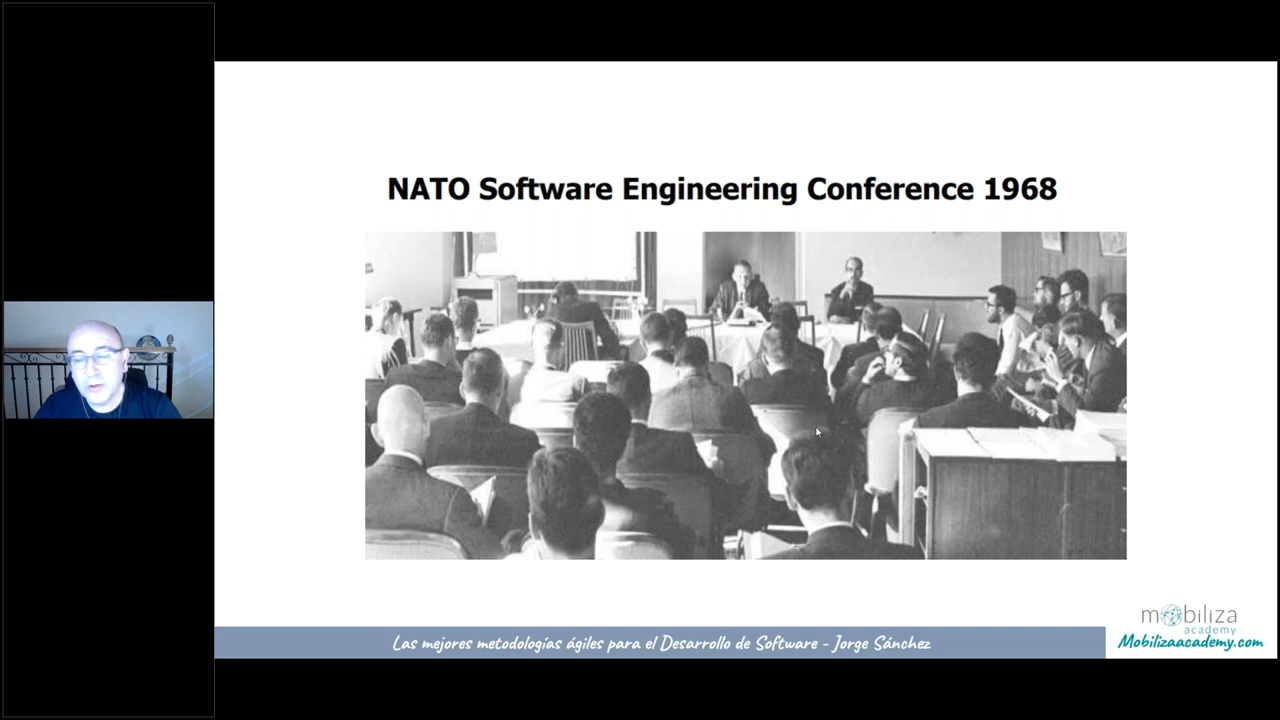 NATO Software Engineering Conference 1968
mobiliza
academy
Las mejores metodologías ágiles para el Desarrollo de Software - Jorge Sánchez
Mobilizaacademy.com